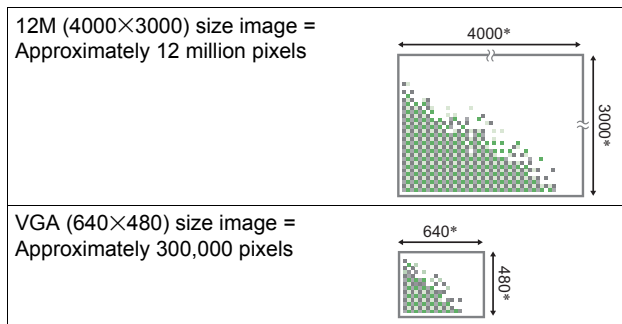 12M (4000×3000) size image =
Approximately 12 million pixels
4000*
3000*
VGA (640×480) size image =
Approximately 300,000 pixels
640*
480*